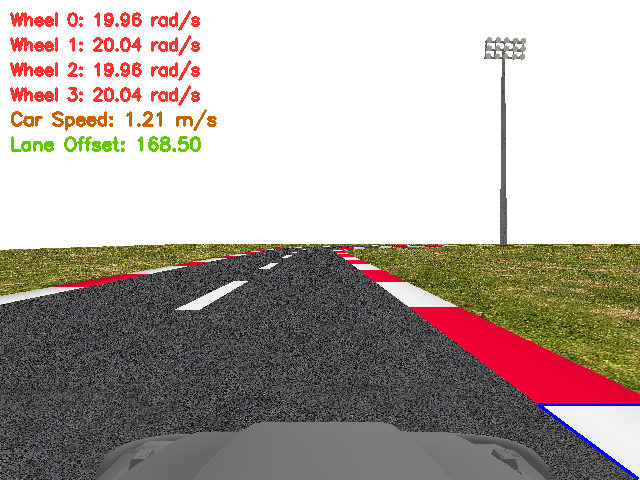 Wheel 0: 19.96 rad/s
Wheel 1: 20.04 rad/s
Wheel 2: 19.96 rad/s
Wheel 3: 20.04 rad/s
Car Speed: 1.21 m/s
Lane Offset: 168.50